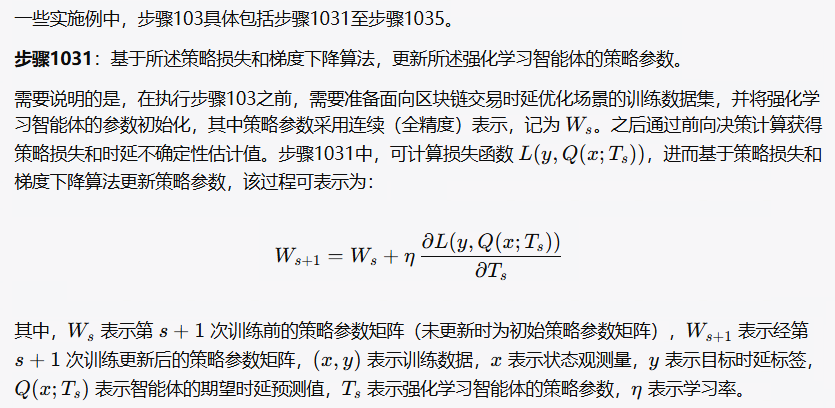 一些实施例中，步骤103具体包括步骤1031至步骤1035。
步骤1031：基于所述策略损失和梯度下降算法，更新所述强化学习智能体的策略参数。
需要说明的是，在执行步骤103之前，需要准备面向区块链交易时延优化场景的训练数据集，并将强化学
习智能体的参数初始化，其中策略参数采用连续（全精度）表示，记为 $W_s$。之后通过前向决策计算获得
策略损失和时延不确定性估计值。步骤1031中，可计算损失函数 $L(y, Q(x; T_s))$，进而基于策略损失和
梯度下降算法更新策略参数，该过程可表示为：
$$W_{s+1} = W_s + \eta \frac{\partial L(y, Q(x; T_s))}{\partial T_s}$$
其中，$W_s$ 表示第 $s+1$ 次训练前的策略参数矩阵（未更新时为初始策略参数矩阵），$W_{s+1}$ 表示经第
$s+1$ 次训练更新后的策略参数矩阵，$(x, y)$ 表示训练数据，$x$ 表示状态观测量，$y$ 表示目标时延标签，
$Q(x; T_s)$ 表示智能体的期望时延预测值，$T_s$ 表示强化学习智能体的策略参数，$\eta$ 表示学习率。